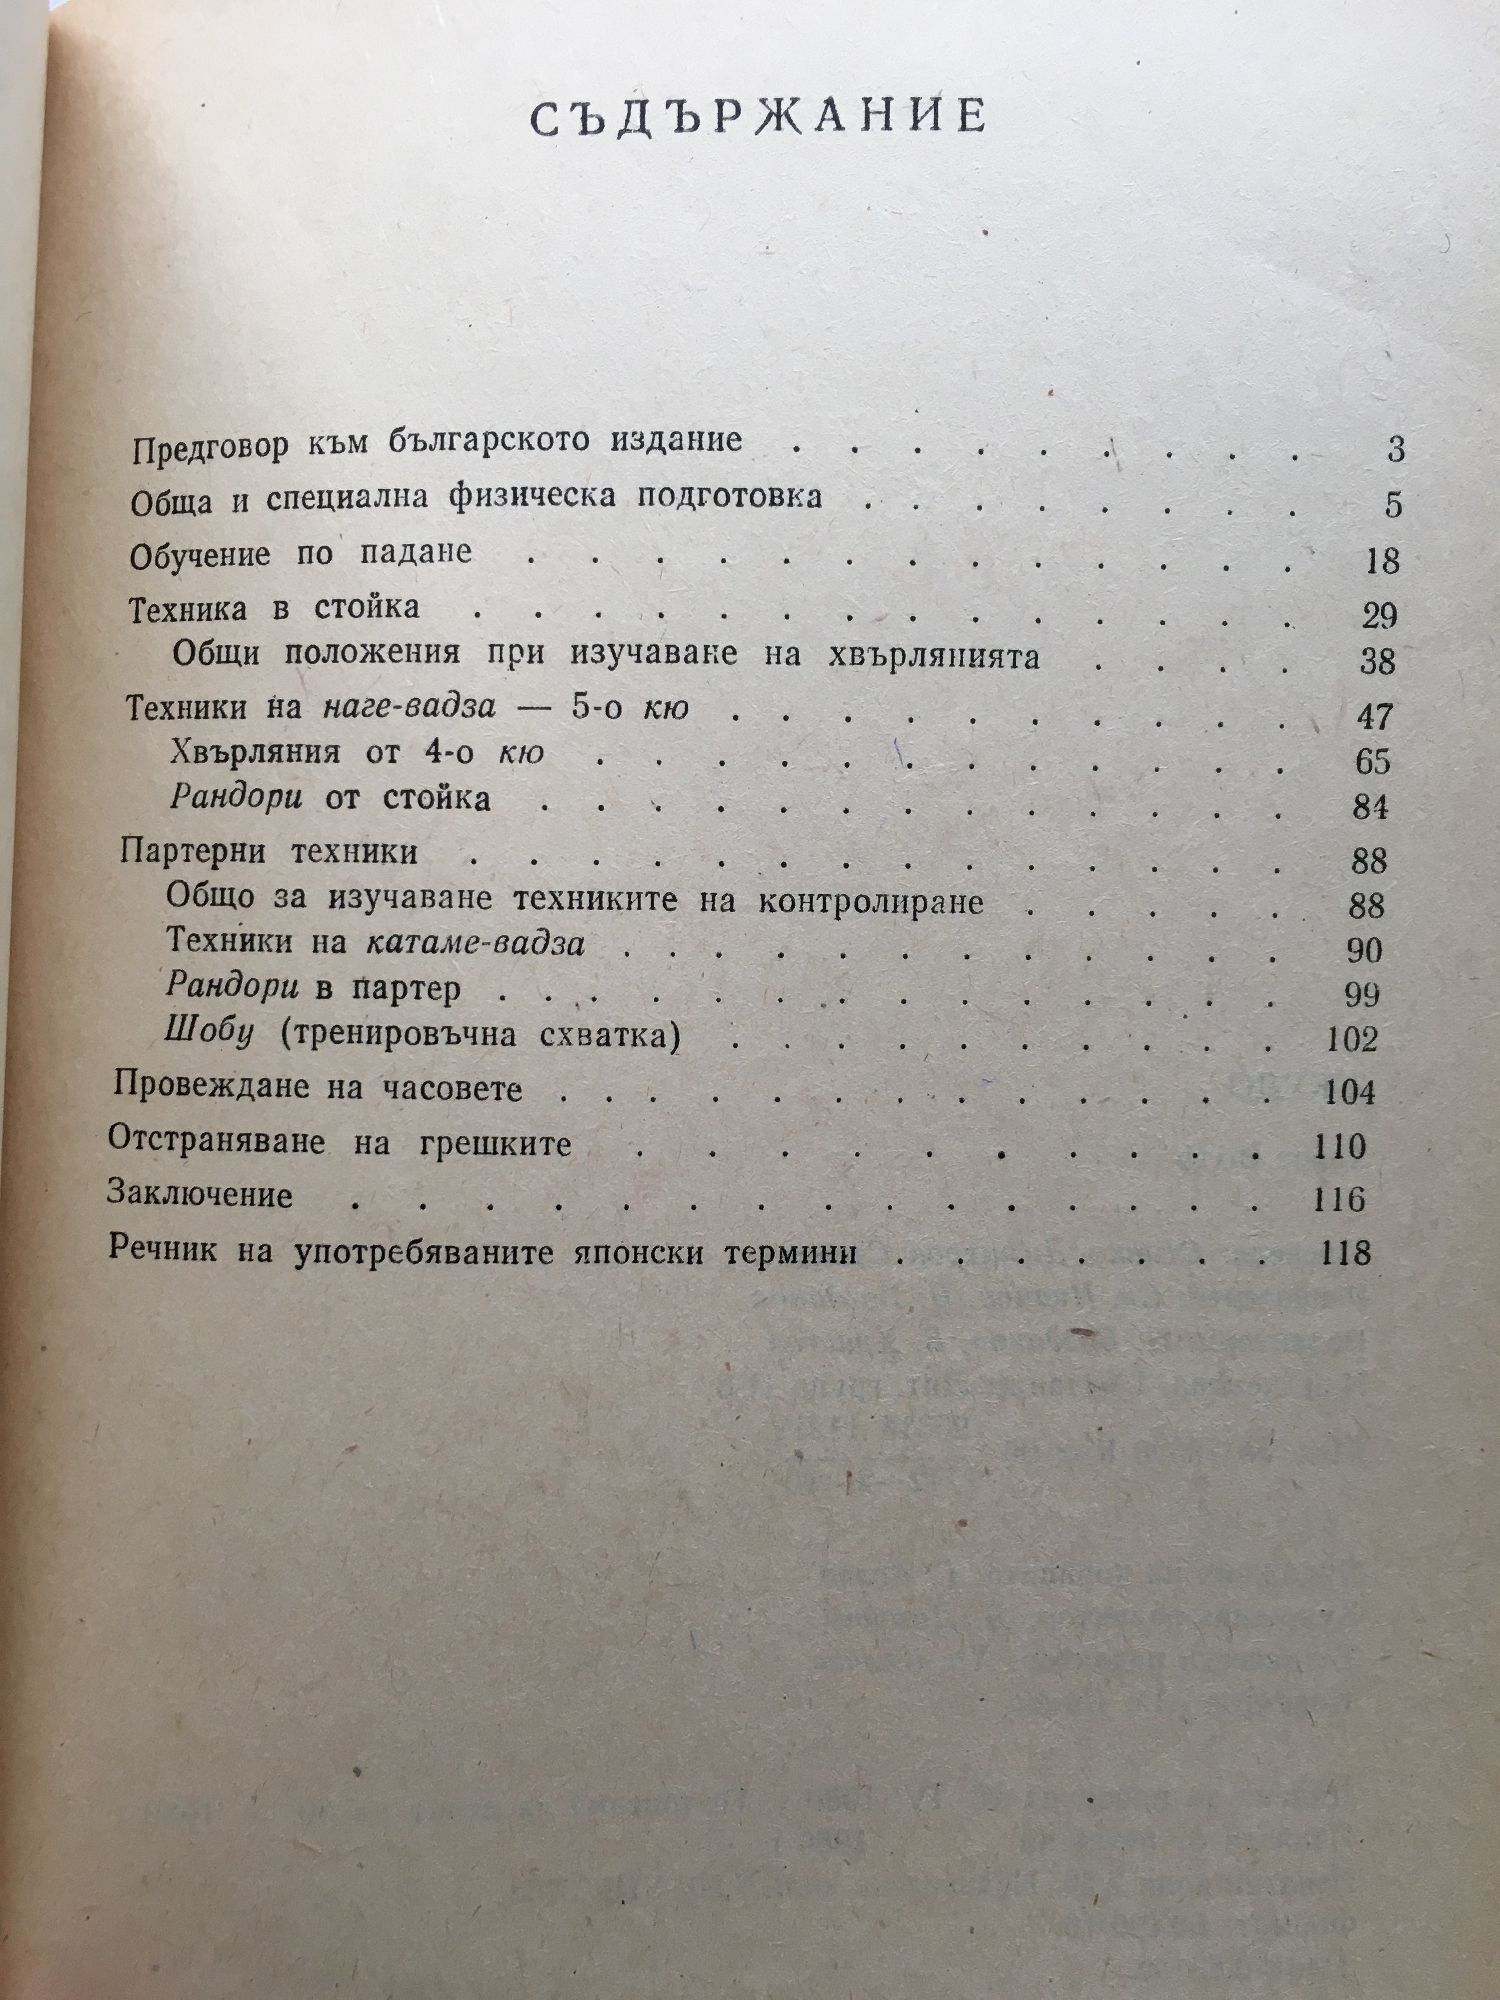 СЪДЪРЖАНИЕ
Предговор към българското издание . . . . . . . . . 3
Обща и специална физическа подготовка . . . . . . . . 5
Обучение по падане . . . . . . . . . . . . . 18
Техника в стойка . . . . . . . . . . . . . . 29
Общи положения при изучаване на хвърлянията . . . . 38
Техники на наге-вадза — 5-о кю . . . . . . . . . . 47
Хвърляния от 4-о кю . . . . . . . . . . . . 65
Рандори от стойка . . . . . . . . . . . . . 84
Партерни техники . . . . . . . . . . . . . . 88
Общо за изучаване техниките на контролиране . . . . . 88
Техники на катаме-вадза . . . . . . . . . . . . 90
Рандори в партер . . . . . . . . . . . . . . 99
Шобу (тренировъчна схватка) . . . . . . . . . . 102
Провеждане на часовете . . . . . . . . . . . . . 104
Отстраняване на грешките . . . . . . . . . . 110
Заключение . . . . . . . . . . . . . . 116
Речник на употребяваните японски термини . . . . . . . 118